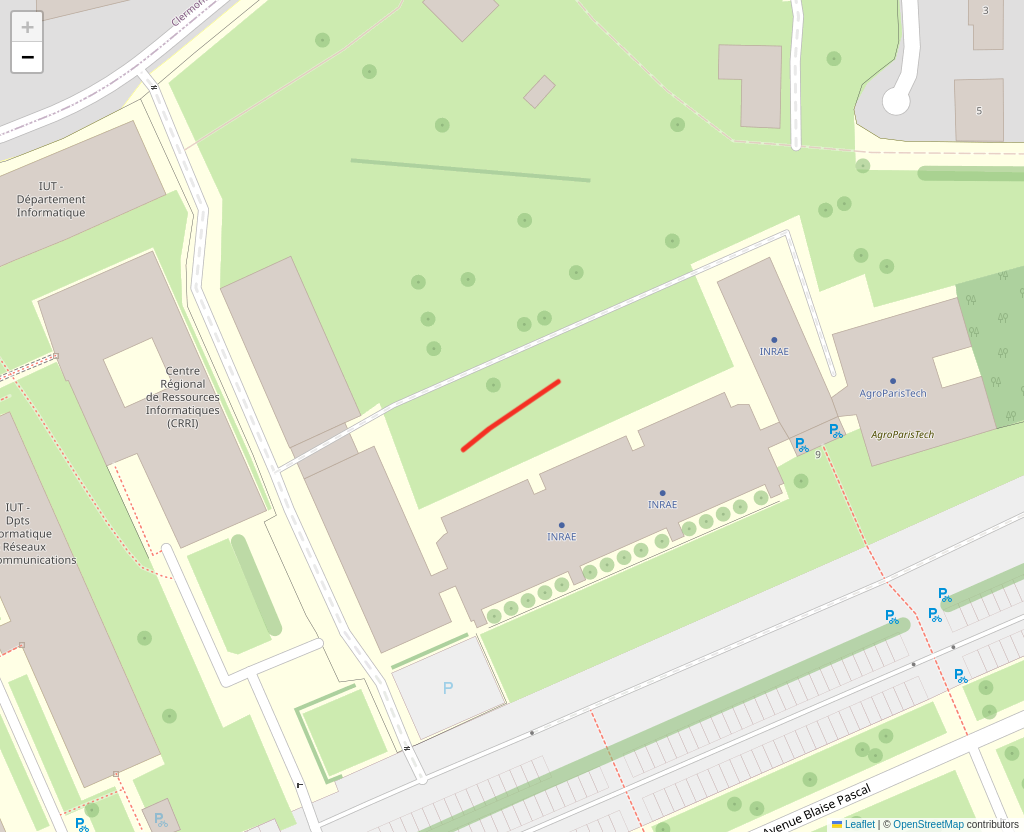 +
−
Clermon
3
5
IUT -
Département
Informatique
Centre
Régional
de Ressources
Informatiques
(CRRI)
INRAE
AgroParisTech
AgroParisTech
9
INRAE
INRAE
IUT -
Dpts
ormatique
Réseaux
ommunications
P
P
P
P
P
P
P
P
P
Avenue Blaise Pascal
Leaflet | © OpenStreetMap contributors